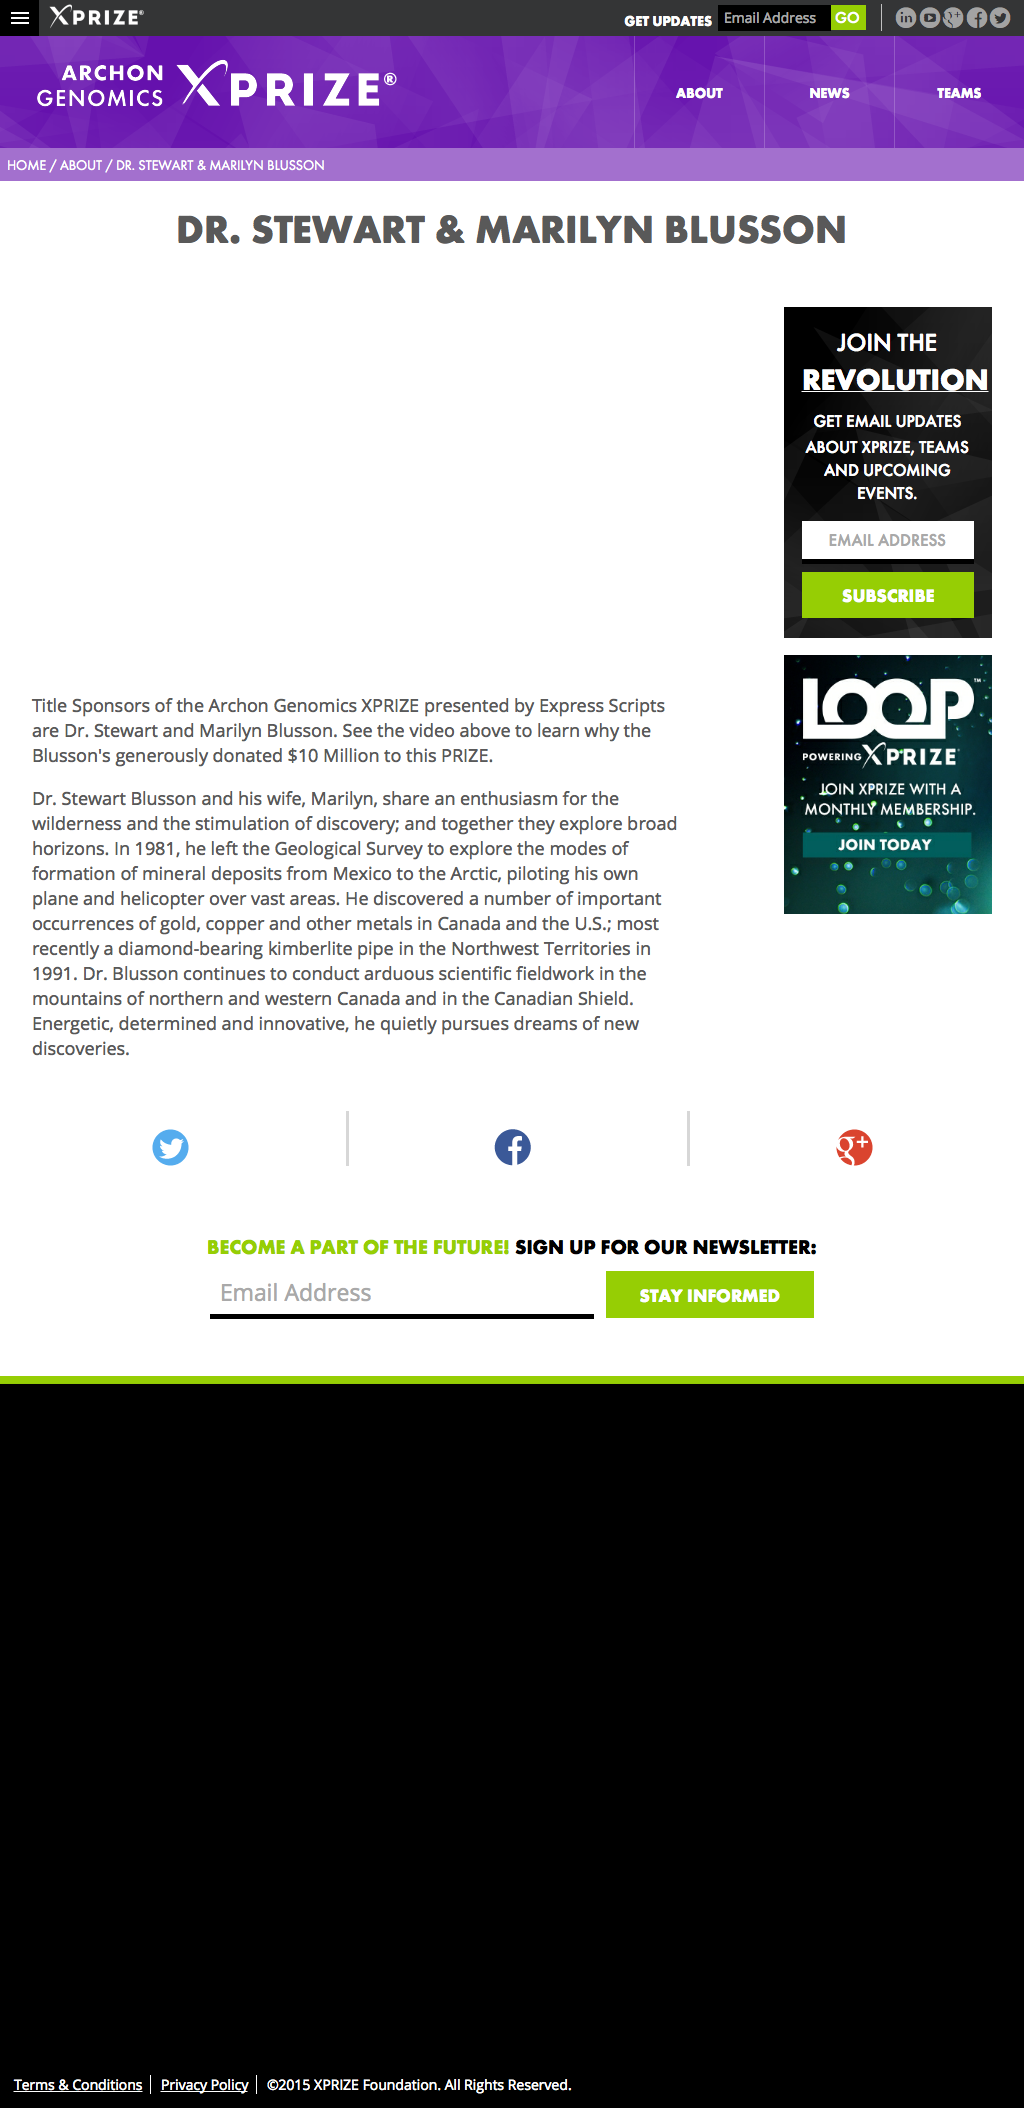 XPRIZE®
GET UPDATES Email Address GO
ARCHON
GENOMICS
XPRIZE®
ABOUT NEWS TEAMS
HOME / ABOUT / DR. STEWART & MARILYN BLUSSON
DR. STEWART & MARILYN BLUSSON
JOIN THE
REVOLUTION
GET EMAIL UPDATES
ABOUT XPRIZE, TEAMS
AND UPCOMING
EVENTS.
EMAIL ADDRESS
SUBSCRIBE
LOOP™
POWERING XPRIZE
JOIN XPRIZE WITH A
MONTHLY MEMBERSHIP.
JOIN TODAY
Title Sponsors of the Archon Genomics XPRIZE presented by Express Scripts
are Dr. Stewart and Marilyn Blusson. See the video above to learn why the
Blusson's generously donated $10 Million to this PRIZE.
Dr. Stewart Blusson and his wife, Marilyn, share an enthusiasm for the
wilderness and the stimulation of discovery; and together they explore broad
horizons. In 1981, he left the Geological Survey to explore the modes of
formation of mineral deposits from Mexico to the Arctic, piloting his own
plane and helicopter over vast areas. He discovered a number of important
occurrences of gold, copper and other metals in Canada and the U.S.; most
recently a diamond-bearing kimberlite pipe in the Northwest Territories in
1991. Dr. Blusson continues to conduct arduous scientific fieldwork in the
mountains of northern and western Canada and in the Canadian Shield.
Energetic, determined and innovative, he quietly pursues dreams of new
discoveries.
BECOME A PART OF THE FUTURE! SIGN UP FOR OUR NEWSLETTER:
Email Address
STAY INFORMED
Terms & Conditions Privacy Policy ©2015 XPRIZE Foundation. All Rights Reserved.